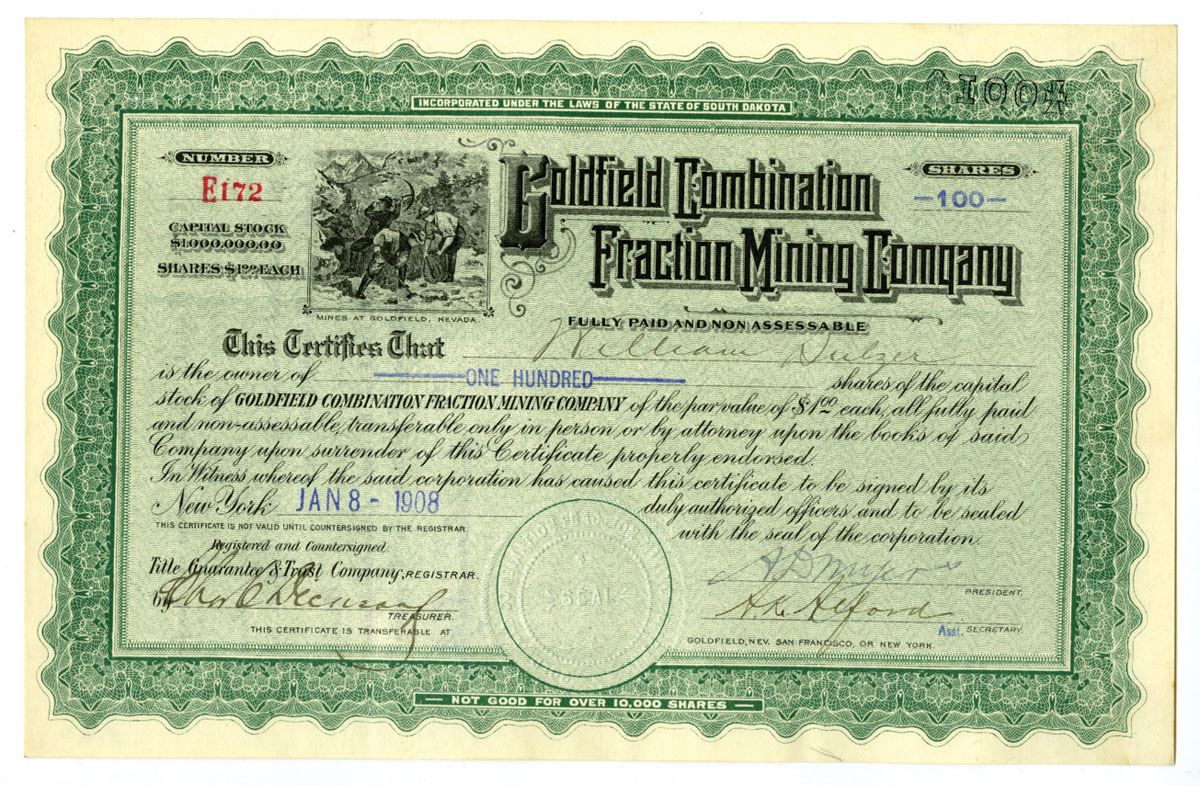 INCORPORATED UNDER THE LAWS OF THE STATE OF SOUTH DAKOTA
100A
NUMBER
E172
CAPITAL STOCK
$1,000,000.00
SHARES $1.00 EACH
MINES AT GOLDFIELD, NEVADA.
Goldfield Combination
Fraction Mining Company
SHARES
-100-
FULLY PAID AND NON ASSESSABLE
This Certifies That William Sulzer
is the owner of ONE HUNDRED shares of the capital
stock of GOLDFIELD COMBINATION FRACTION MINING COMPANY of the par value of $1.00 each, all fully paid
and non-assessable, transferable only in person or by attorney upon the books of said
Company upon surrender of this Certificate properly endorsed.
In Witness whereof the said corporation has caused this certificate to be signed by its
New York JAN 8 - 1908 duly authorized officers and to be sealed
with the seal of the corporation.
THIS CERTIFICATE IS NOT VALID UNTIL COUNTERSIGNED BY THE REGISTRAR.
Registered and Countersigned.
Title Guarantee & Trust Company, REGISTRAR.
by
TREASURER.
SEAL
PRESIDENT.
A. K. Alford
Asst. SECRETARY.
THIS CERTIFICATE IS TRANSFERABLE AT GOLDFIELD, NEV. SAN FRANCISCO, OR NEW YORK.
NOT GOOD FOR OVER 10,000 SHARES